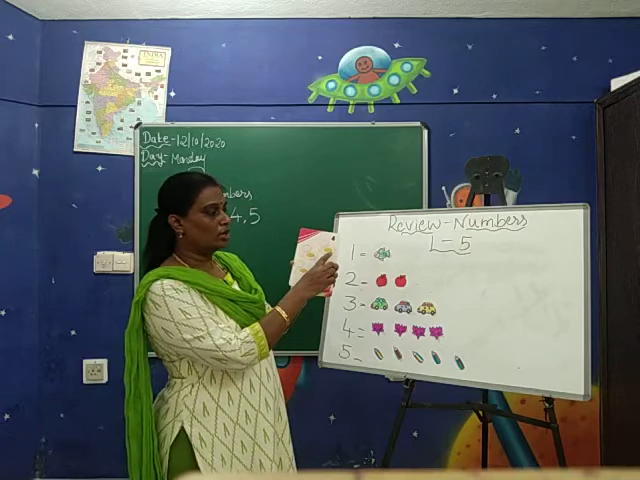 INDIA
Date-12/10/2020
Day-Monday
4,5
Review-Numbers
1-5
1 =
2 =
3 =
4 =
5 =